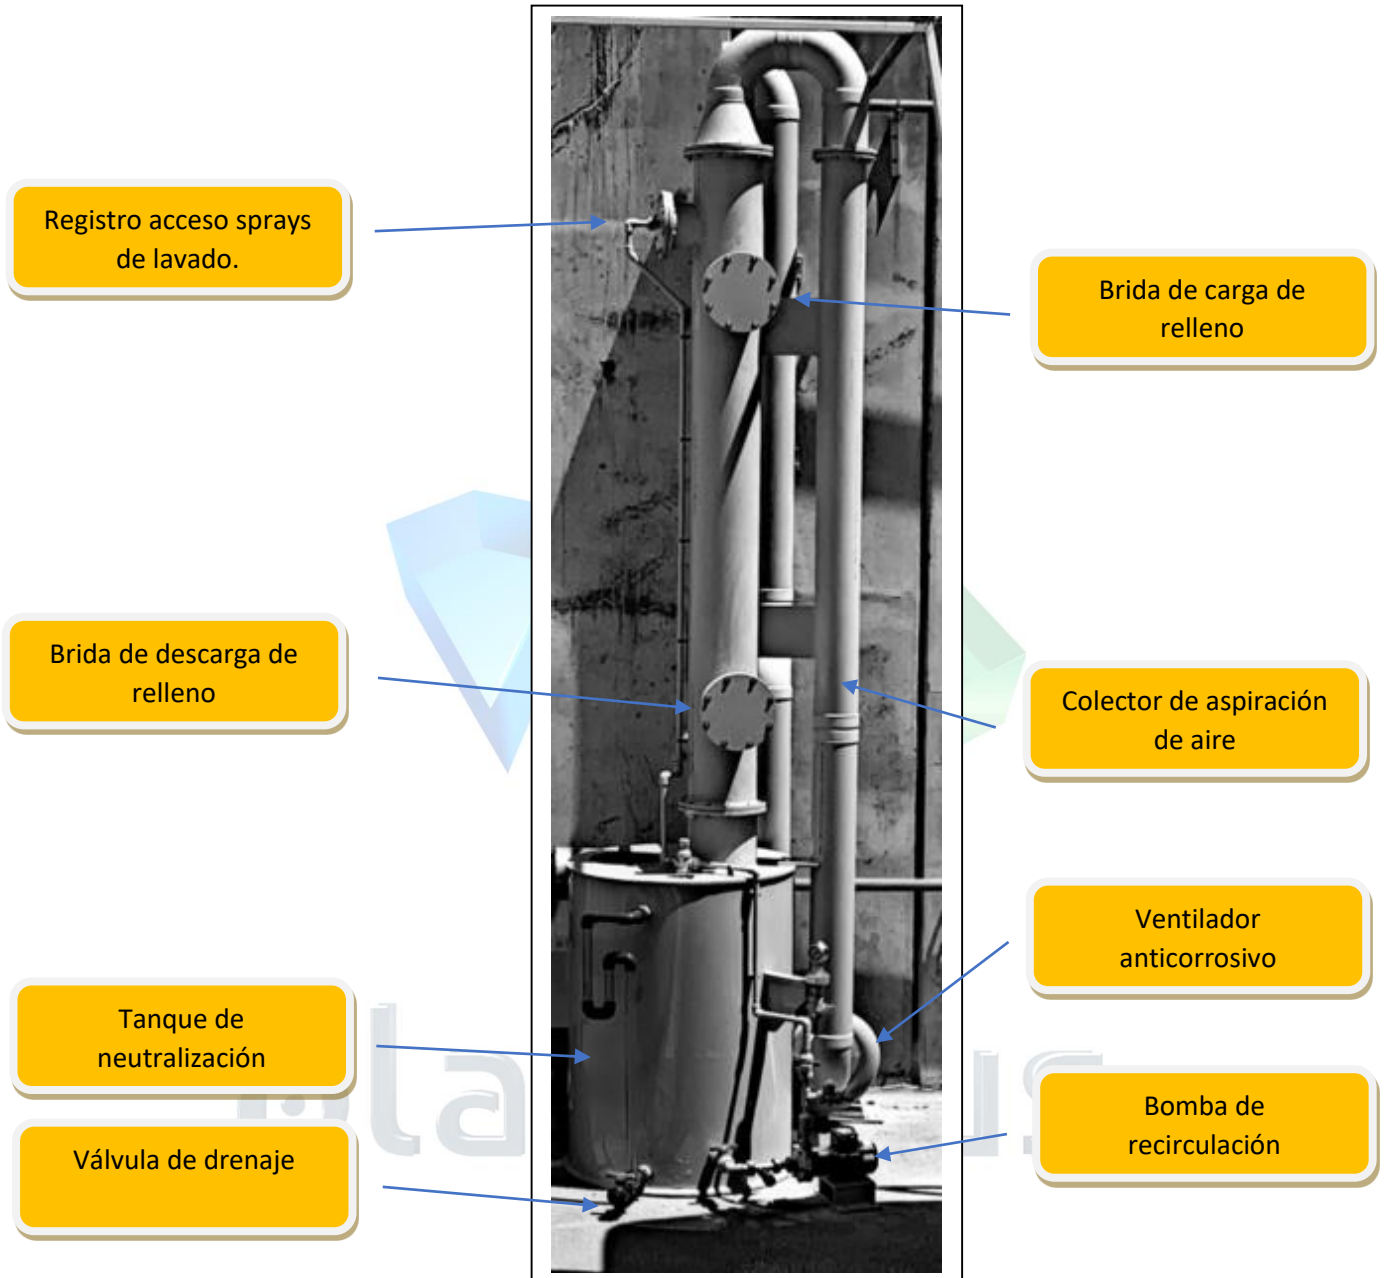 Registro acceso sprays
de lavado.
Brida de carga de
relleno
Brida de descarga de
relleno
Colector de aspiración
de aire
Ventilador
anticorrosivo
Tanque de
neutralización
Bomba de
recirculación
Válvula de drenaje